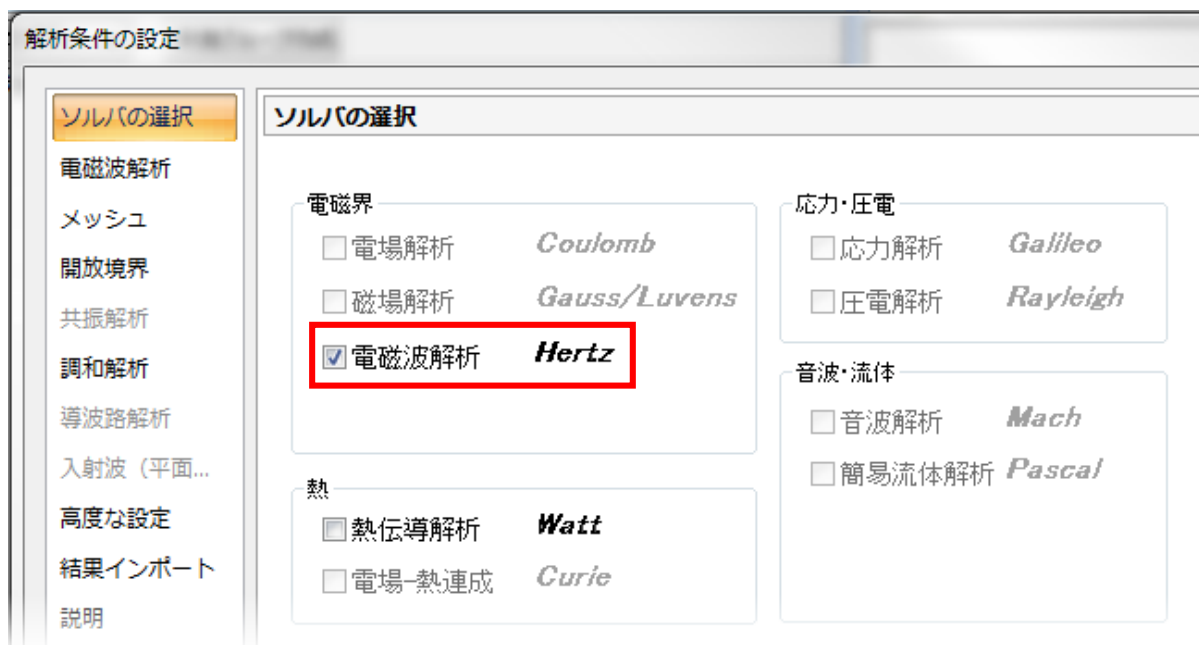 解析条件の設定
ソルバの選択
電磁波解析
メッシュ
開放境界
共振解析
調和解析
導波路解析
入射波（平面...
高度な設定
結果インポート
説明
ソルバの選択
電磁界
電場解析 Coulomb
磁場解析 Gauss/Luvens
電磁波解析 Hertz
熱
熱伝導解析 Watt
電場-熱連成 Curie
応力・圧電
応力解析 Galileo
圧電解析 Rayleigh
音波・流体
音波解析 Mach
簡易流体解析 Pascal